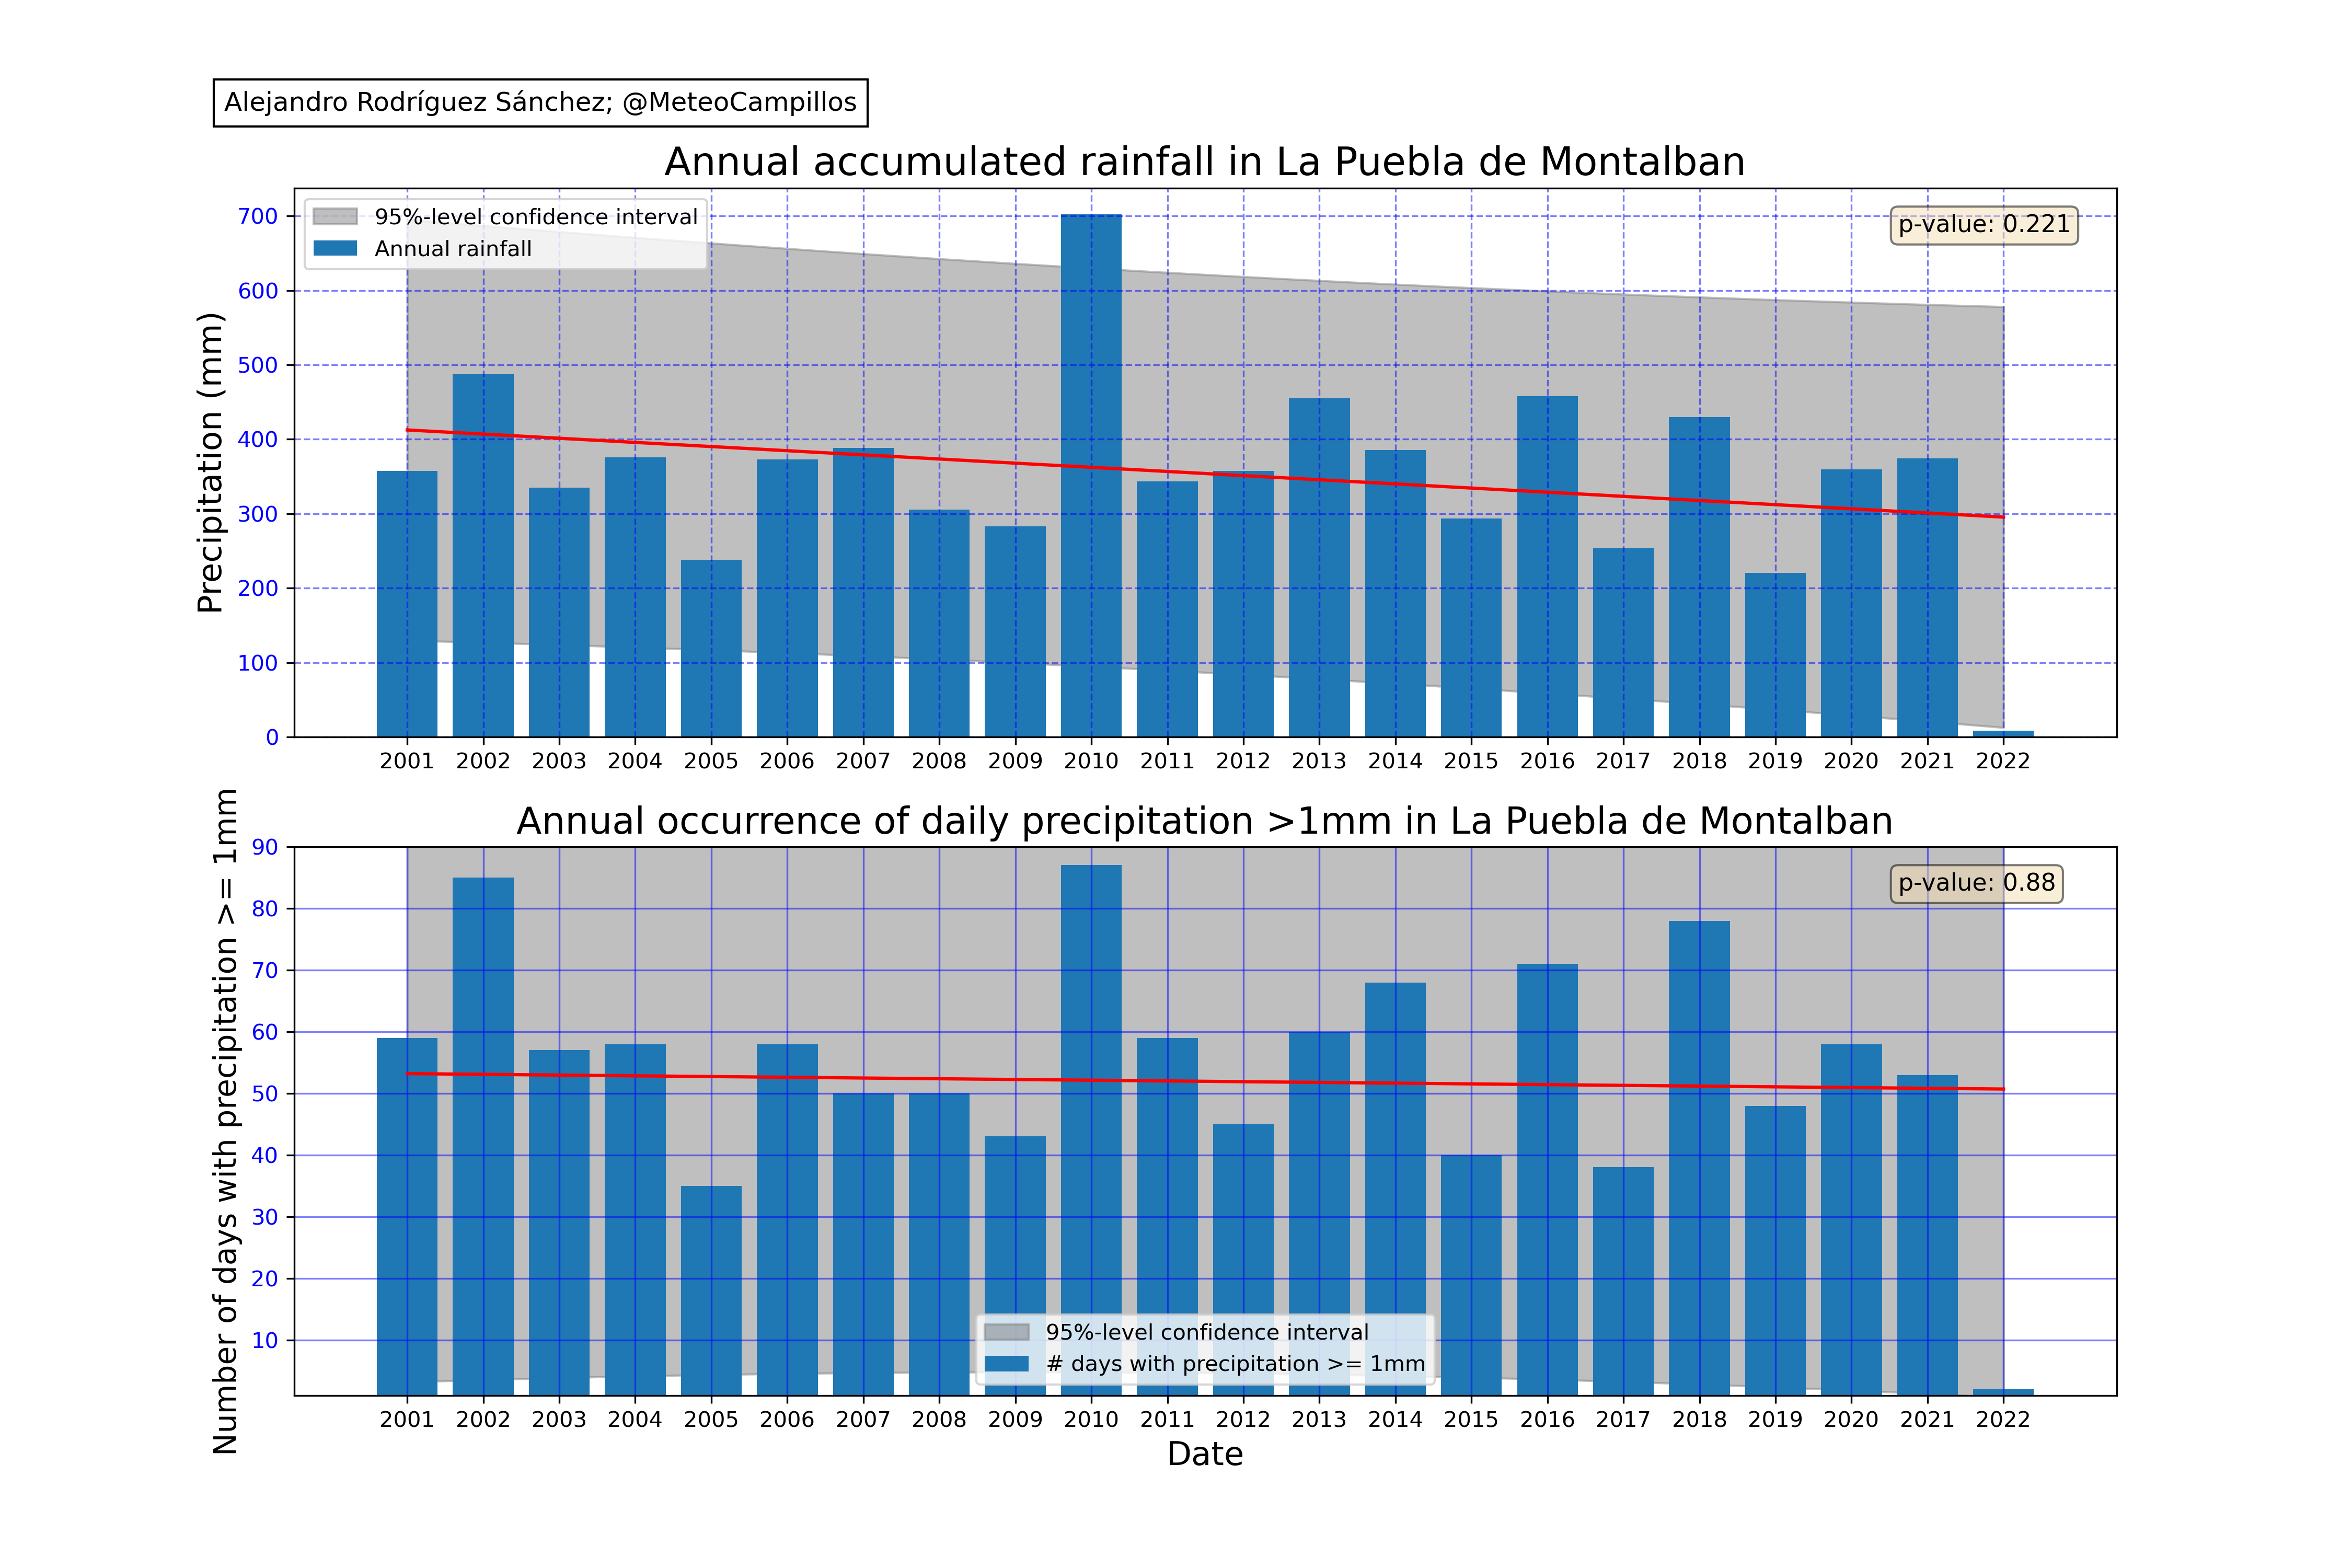 Alejandro Rodríguez Sánchez; @MeteoCampillos
Annual accumulated rainfall in La Puebla de Montalban
95%-level confidence interval
Annual rainfall
p-value: 0.221
Precipitation (mm)
700
600
500
400
300
200
100
0
2001 2002 2003 2004 2005 2006 2007 2008 2009 2010 2011 2012 2013 2014 2015 2016 2017 2018 2019 2020 2021 2022
Annual occurrence of daily precipitation >1mm in La Puebla de Montalban
p-value: 0.88
Number of days with precipitation >= 1mm
90
80
70
60
50
40
30
20
10
95%-level confidence interval
# days with precipitation >= 1mm
2001 2002 2003 2004 2005 2006 2007 2008 2009 2010 2011 2012 2013 2014 2015 2016 2017 2018 2019 2020 2021 2022
Date